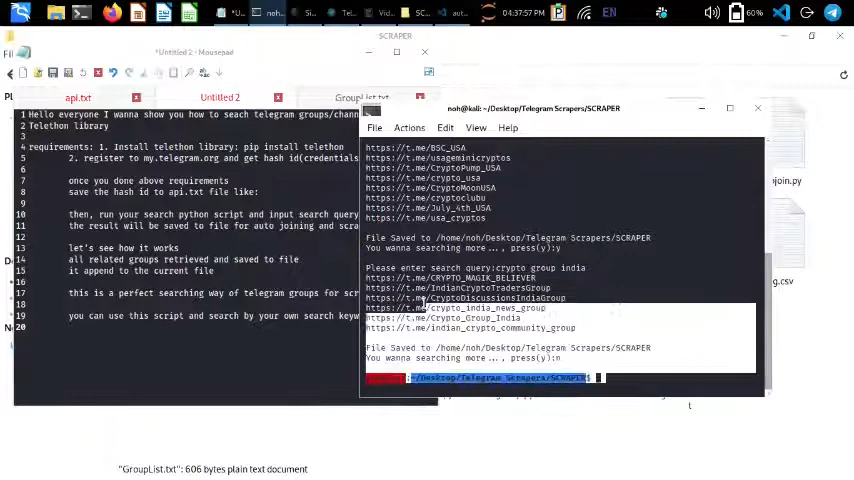 *U...
noh...
Si...
Te...
Vid...
SC...
aut...
04:37:57 PM
EN
60%
SCRAPER
*Untitled 2 - Mousepad
api.txt
Untitled 2
GroupList.txt
1 Hello everyone I wanna show you how to seach telegram groups/chann
2 Telethon library
3
4 requirements: 1. Install telethon library: pip install telethon
5 2. register to my.telegram.org and get hash id(credentials
6
7 once you done above requirements
8 save the hash id to api.txt file like:
9
10 then, run your search python script and input search query
11 the result will be saved to file for auto joining and scra
12
13 let's see how it works
14 all related groups retrieved and saved to file
15 it append to the current file
16
17 this is a perfect searching way of telegram groups for scr
18
19 you can use this script and search by your own search keyw
20
noh@kali: ~/Desktop/Telegram Scrapers/SCRAPER
File Actions Edit View Help
https://t.me/BSC_USA
https://t.me/usageminicryptos
https://t.me/CryptoPump_USA
https://t.me/crypto_usa
https://t.me/CryptoMoonUSA
https://t.me/cryptoclubu
https://t.me/July_4th_USA
https://t.me/usa_cryptos
File Saved to /home/noh/Desktop/Telegram Scrapers/SCRAPER
You wanna searching more..., press(y):y
Please enter search query:crypto group india
https://t.me/CRYPTO_MAGIK_BELIEVER
https://t.me/IndianCryptoTradersGroup
https://t.me/CryptoDiscussionsIndiaGroup
https://t.me/crypto_india_news_group
https://t.me/Crypto_Group_India
https://t.me/indian_crypto_community_group
File Saved to /home/noh/Desktop/Telegram Scrapers/SCRAPER
You wanna searching more..., press(y):n
:~/Desktop/Telegram Scrapers/SCRAPER$
ojoin.py
g.csv
t
"GroupList.txt": 606 bytes plain text document